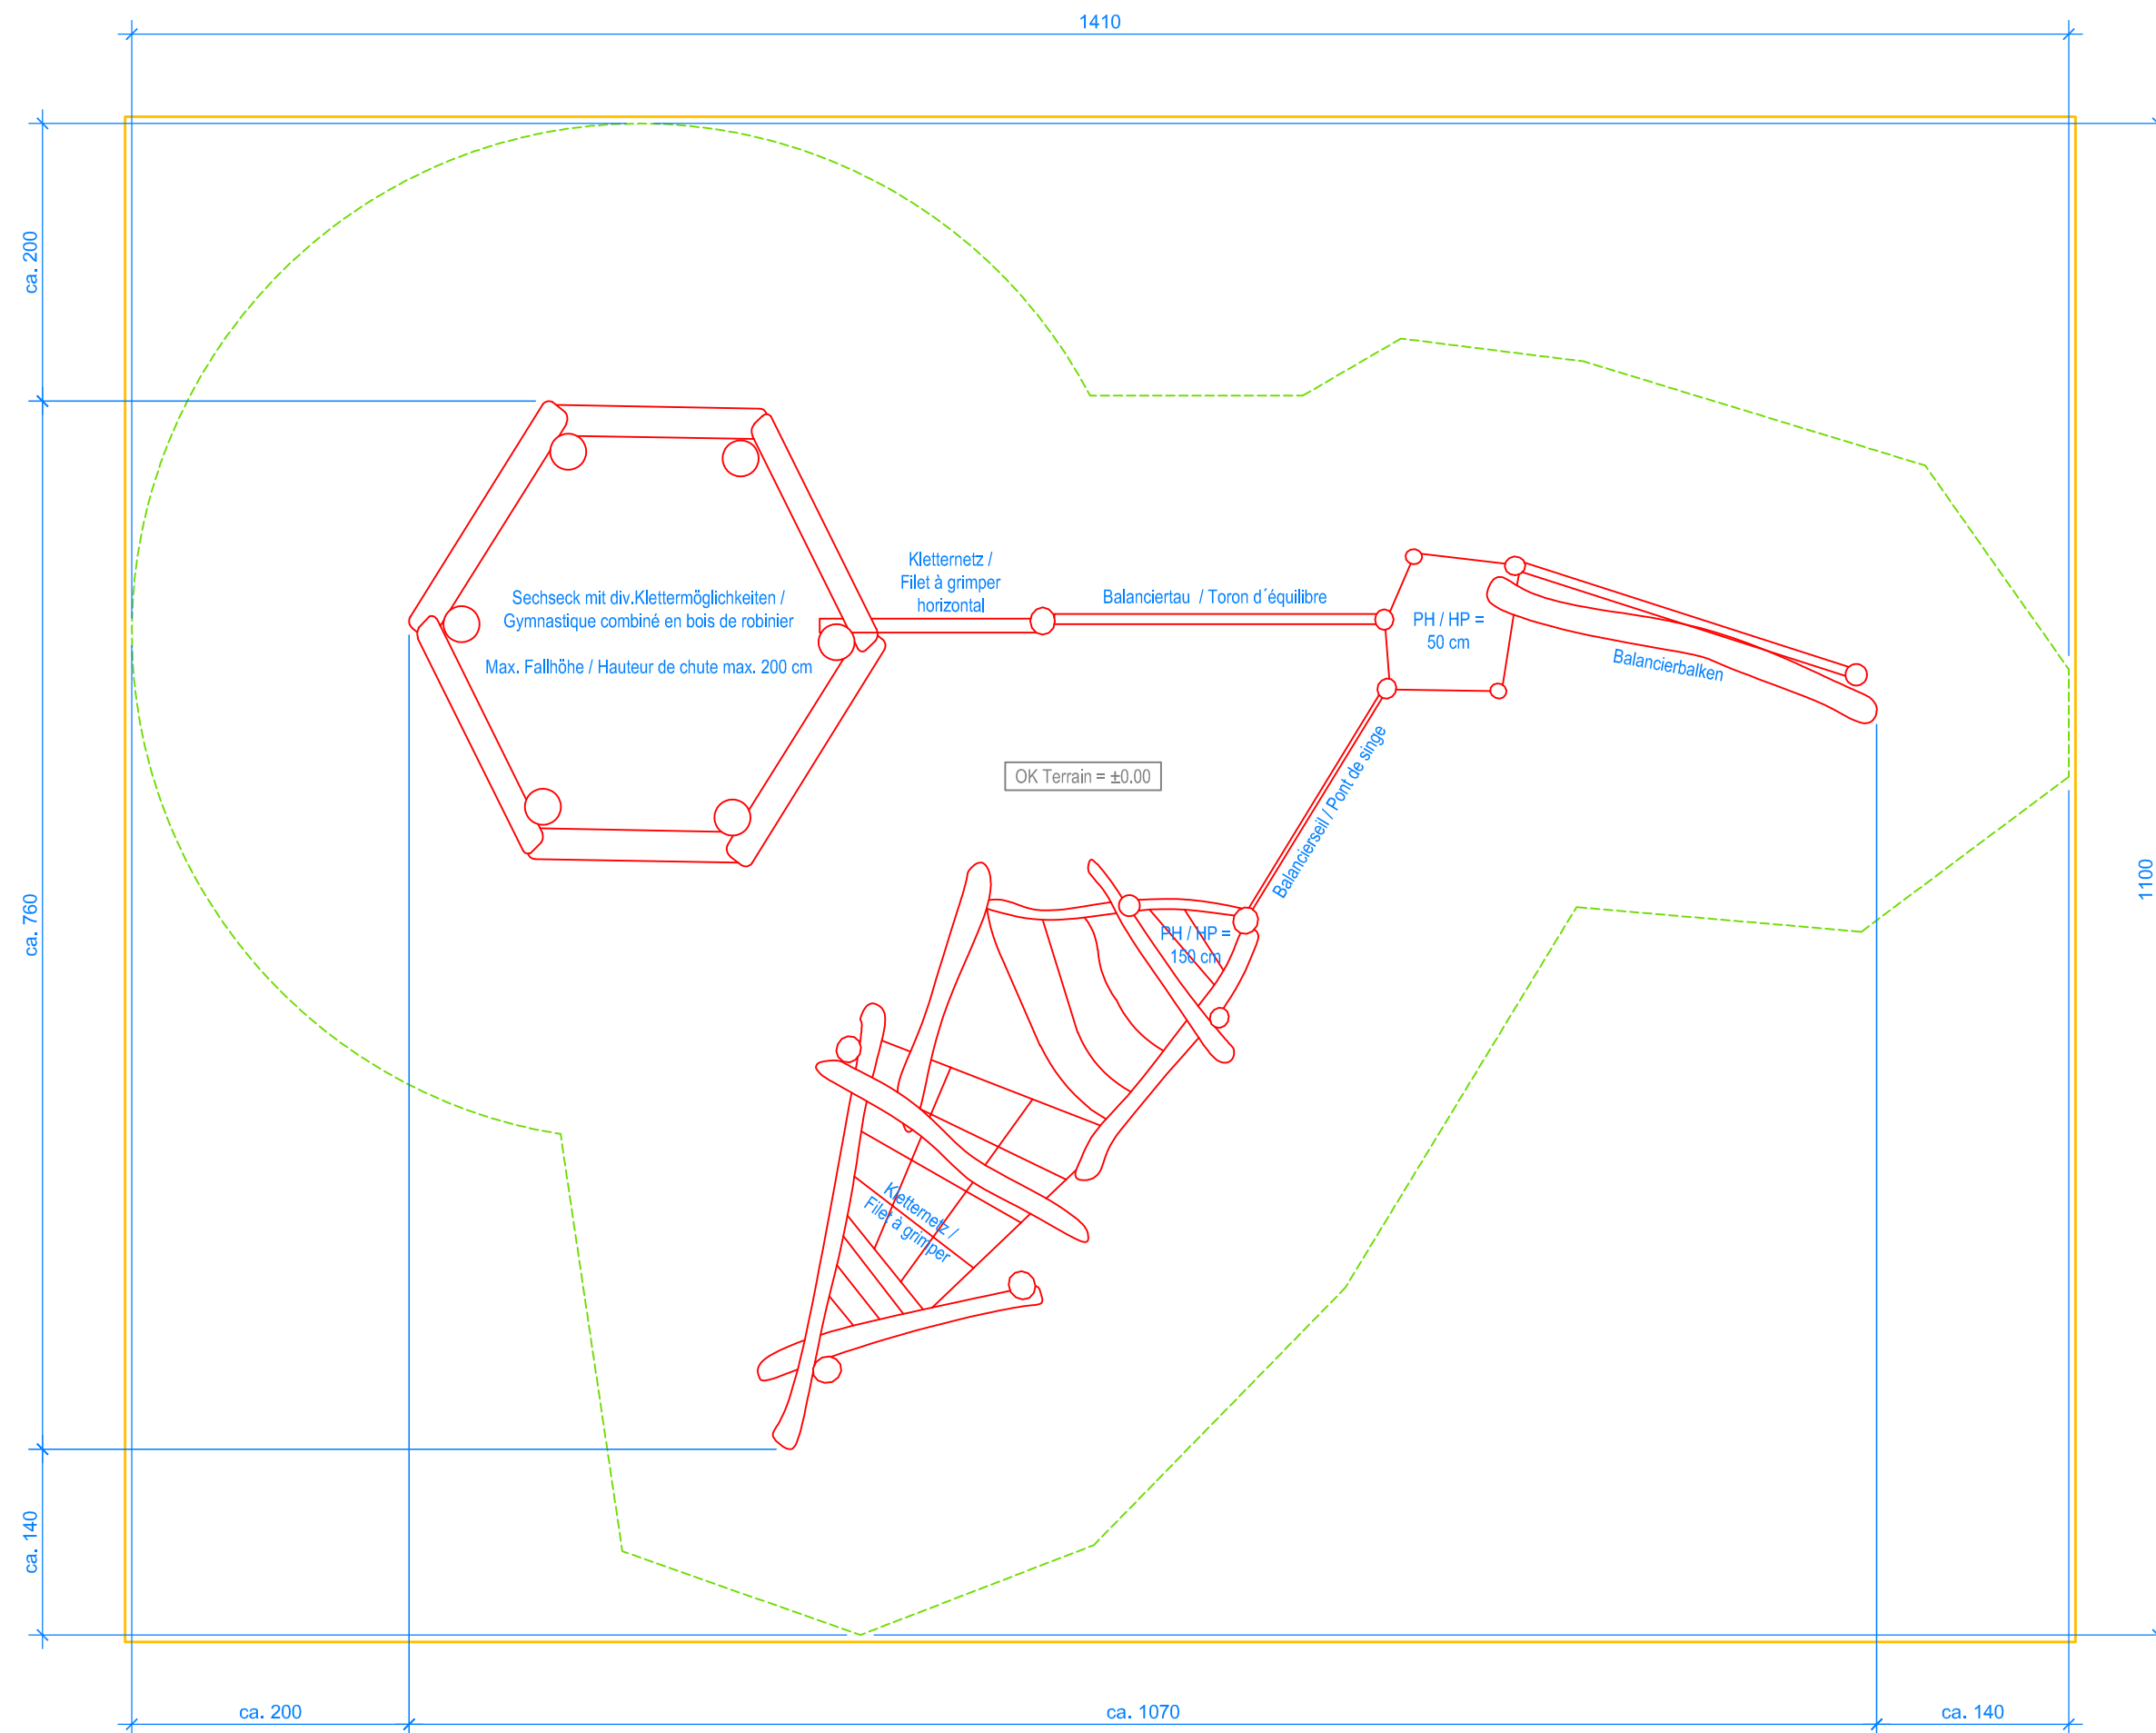 1410
ca. 200
Kletternetz /
Filet à grimper
horizontal
Sechseck mit div.Klettermöglichkeiten /
Gymnastique combiné en bois de robinier
Max. Fallhöhe / Hauteur de chute max. 200 cm
Balanciertau / Toron d´équilibre
PH / HP =
50 cm
Balancierbalken
OK Terrain = ±0.00
Balancierseil / Pont de singe
ca. 760
1100
PH / HP =
150 cm
Kletternetz /
Filet à grimper
ca. 140
ca. 200
ca. 1070
ca. 140